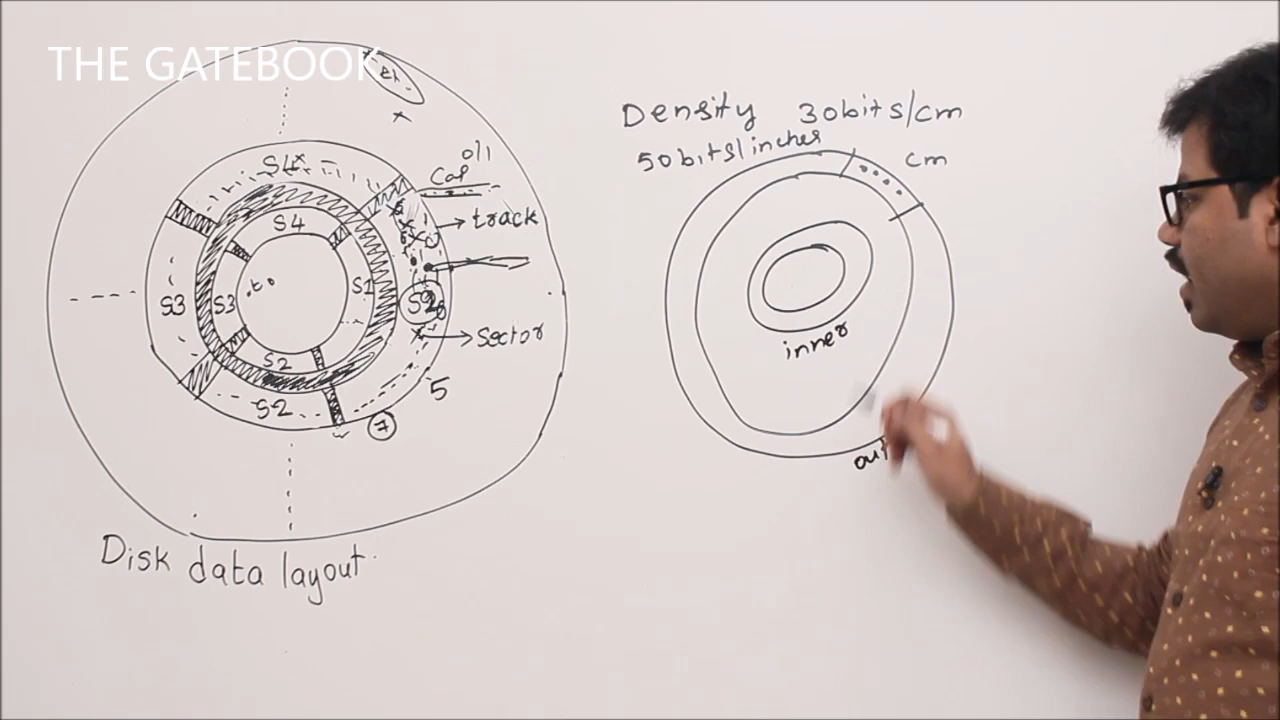 THE GATEBOOK
S4
S4
S3
S3
S1
S2
S2
011
track
Sector
5
7
Disk data layout
Density 30bits/cm
50bits/inches
cm
inner